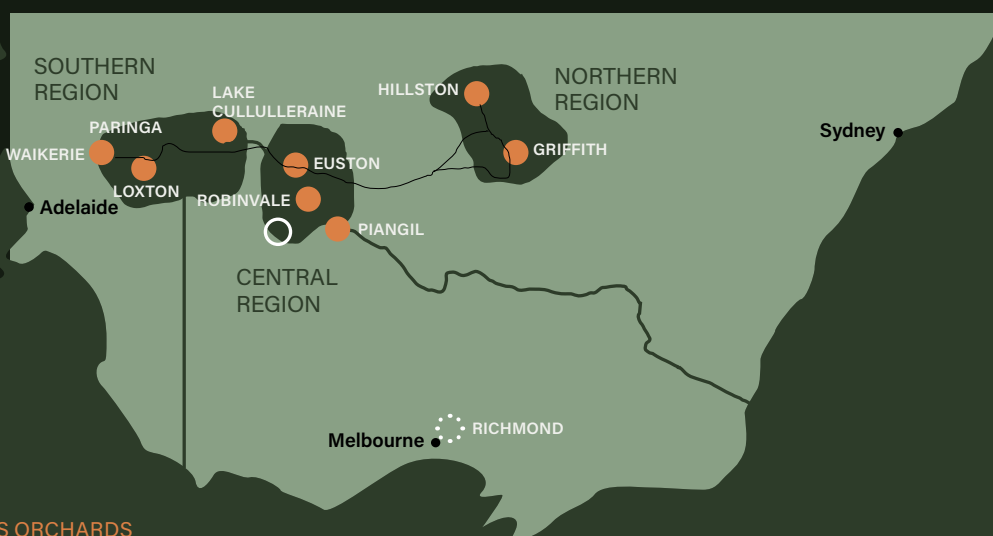 SOUTHERN
REGION
LAKE
CULLULLERAINE
PARINGA
WAIKERIE
LOXTON
Adelaide
HILLSTON
NORTHERN
REGION
GRIFFITH
Sydney
EUSTON
ROBINVALE
PIANGIL
CENTRAL
REGION
Melbourne
RICHMOND
S ORCHARDS